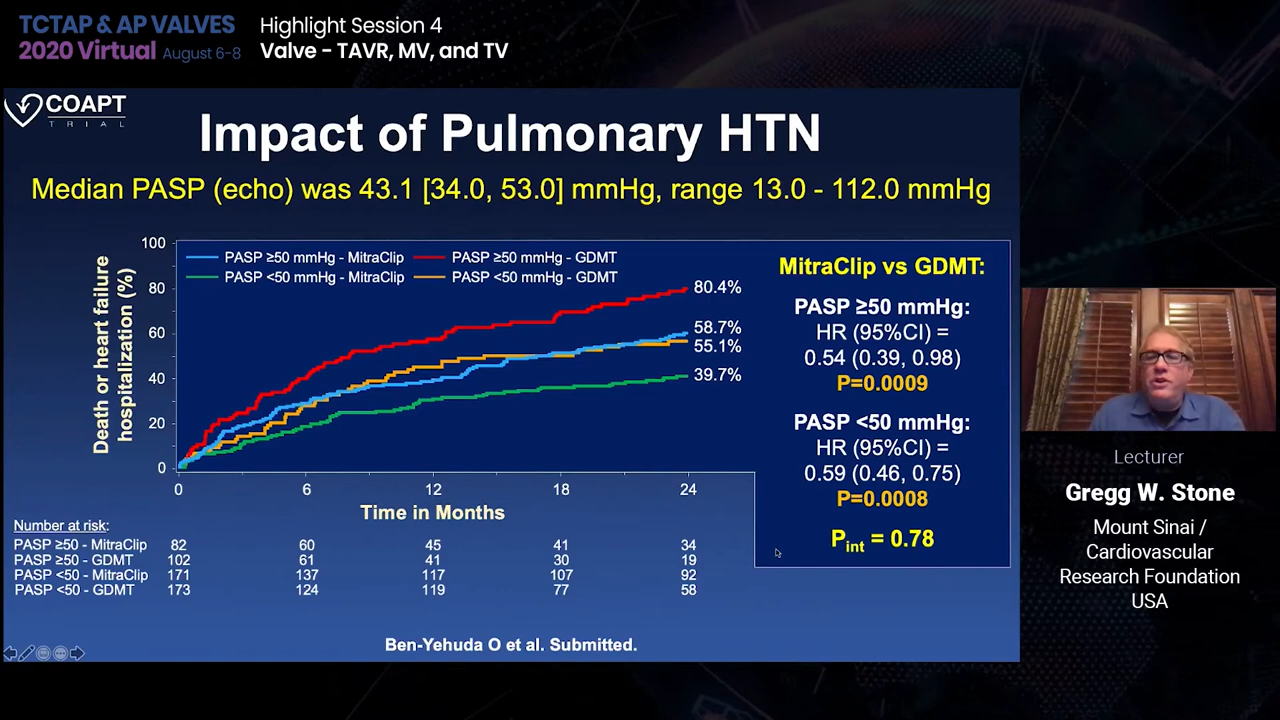 TCTAP & AP VALVES
2020 Virtual August 6-8
Highlight Session 4
Valve - TAVR, MV, and TV
COAPT
TRIAL
Impact of Pulmonary HTN
Median PASP (echo) was 43.1 [34.0, 53.0] mmHg, range 13.0 - 112.0 mmHg
Death or heart failure
hospitalization (%)
100
80
60
40
20
0
PASP ≥50 mmHg - MitraClip
PASP ≥50 mmHg - GDMT
PASP <50 mmHg - MitraClip
PASP <50 mmHg - GDMT
80.4%
58.7%
55.1%
39.7%
0 6 12 18 24
Time in Months
MitraClip vs GDMT:
PASP ≥50 mmHg:
HR (95%CI) =
0.54 (0.39, 0.98)
P=0.0009
PASP <50 mmHg:
HR (95%CI) =
0.59 (0.46, 0.75)
P=0.0008
Pint = 0.78
Number at risk:
PASP ≥50 - MitraClip 82 60 45 41 34
PASP ≥50 - GDMT 102 61 41 30 19
PASP <50 - MitraClip 171 137 117 107 92
PASP <50 - GDMT 173 124 119 77 58
Ben-Yehuda O et al. Submitted.
Lecturer
Gregg W. Stone
Mount Sinai /
Cardiovascular
Research Foundation
USA